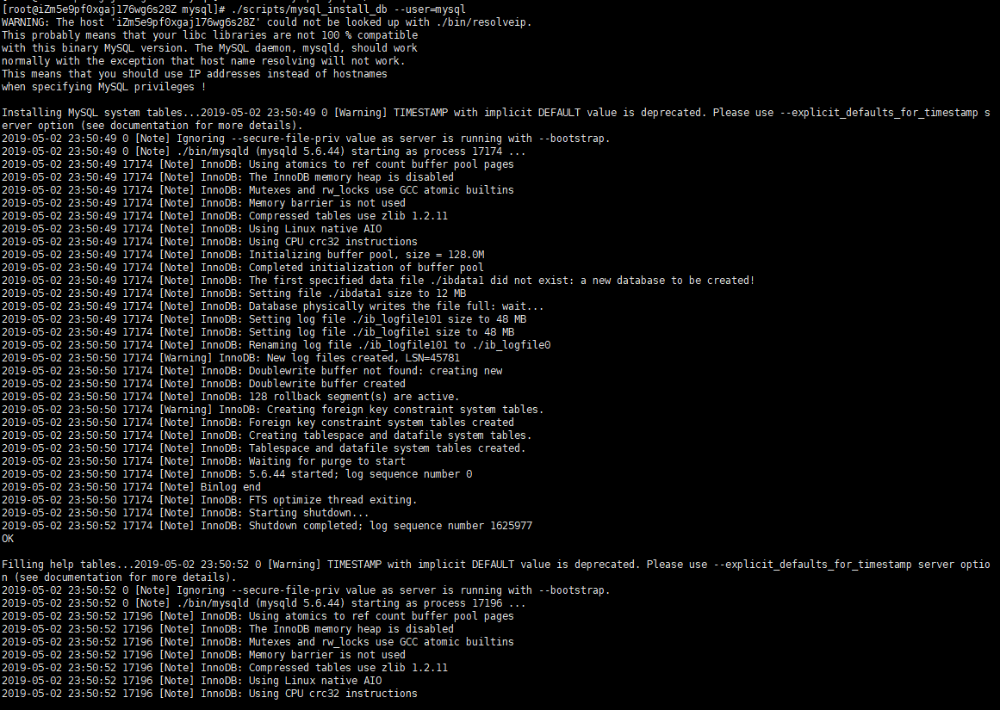 [root@iZm5e9pf0xgaj176wg6s28Z mysql]# ./scripts/mysql_install_db --user=mysql
WARNING: The host 'iZm5e9pf0xgaj176wg6s28Z' could not be looked up with ./bin/resolveip.
This probably means that your libc libraries are not 100 % compatible
with this binary MySQL version. The MySQL daemon, mysqld, should work
normally with the exception that host name resolving will not work.
This means that you should use IP addresses instead of hostnames
when specifying MySQL privileges !
Installing MySQL system tables...2019-05-02 23:50:49 0 [Warning] TIMESTAMP with implicit DEFAULT value is deprecated. Please use --explicit_defaults_for_timestamp s
erver option (see documentation for more details).
2019-05-02 23:50:49 0 [Note] Ignoring --secure-file-priv value as server is running with --bootstrap.
2019-05-02 23:50:49 0 [Note] ./bin/mysqld (mysqld 5.6.44) starting as process 17174 ...
2019-05-02 23:50:49 17174 [Note] InnoDB: Using atomics to ref count buffer pool pages
2019-05-02 23:50:49 17174 [Note] InnoDB: The InnoDB memory heap is disabled
2019-05-02 23:50:49 17174 [Note] InnoDB: Mutexes and rw_locks use GCC atomic builtins
2019-05-02 23:50:49 17174 [Note] InnoDB: Memory barrier is not used
2019-05-02 23:50:49 17174 [Note] InnoDB: Compressed tables use zlib 1.2.11
2019-05-02 23:50:49 17174 [Note] InnoDB: Using Linux native AIO
2019-05-02 23:50:49 17174 [Note] InnoDB: Using CPU crc32 instructions
2019-05-02 23:50:49 17174 [Note] InnoDB: Initializing buffer pool, size = 128.0M
2019-05-02 23:50:49 17174 [Note] InnoDB: Completed initialization of buffer pool
2019-05-02 23:50:49 17174 [Note] InnoDB: The first specified data file ./ibdata1 did not exist: a new database to be created!
2019-05-02 23:50:49 17174 [Note] InnoDB: Setting file ./ibdata1 size to 12 MB
2019-05-02 23:50:49 17174 [Note] InnoDB: Database physically writes the file full: wait...
2019-05-02 23:50:49 17174 [Note] InnoDB: Setting log file ./ib_logfile101 size to 48 MB
2019-05-02 23:50:49 17174 [Note] InnoDB: Setting log file ./ib_logfile1 size to 48 MB
2019-05-02 23:50:50 17174 [Note] InnoDB: Renaming log file ./ib_logfile101 to ./ib_logfile0
2019-05-02 23:50:50 17174 [Warning] InnoDB: New log files created, LSN=45781
2019-05-02 23:50:50 17174 [Note] InnoDB: Doublewrite buffer not found: creating new
2019-05-02 23:50:50 17174 [Note] InnoDB: Doublewrite buffer created
2019-05-02 23:50:50 17174 [Note] InnoDB: 128 rollback segment(s) are active.
2019-05-02 23:50:50 17174 [Warning] InnoDB: Creating foreign key constraint system tables.
2019-05-02 23:50:50 17174 [Note] InnoDB: Foreign key constraint system tables created
2019-05-02 23:50:50 17174 [Note] InnoDB: Creating tablespace and datafile system tables.
2019-05-02 23:50:50 17174 [Note] InnoDB: Tablespace and datafile system tables created.
2019-05-02 23:50:50 17174 [Note] InnoDB: Waiting for purge to start
2019-05-02 23:50:50 17174 [Note] InnoDB: 5.6.44 started; log sequence number 0
2019-05-02 23:50:50 17174 [Note] Binlog end
2019-05-02 23:50:50 17174 [Note] InnoDB: FTS optimize thread exiting.
2019-05-02 23:50:50 17174 [Note] InnoDB: Starting shutdown...
2019-05-02 23:50:52 17174 [Note] InnoDB: Shutdown completed; log sequence number 1625977
OK
Filling help tables...2019-05-02 23:50:52 0 [Warning] TIMESTAMP with implicit DEFAULT value is deprecated. Please use --explicit_defaults_for_timestamp server optio
n (see documentation for more details).
2019-05-02 23:50:52 0 [Note] Ignoring --secure-file-priv value as server is running with --bootstrap.
2019-05-02 23:50:52 0 [Note] ./bin/mysqld (mysqld 5.6.44) starting as process 17196 ...
2019-05-02 23:50:52 17196 [Note] InnoDB: Using atomics to ref count buffer pool pages
2019-05-02 23:50:52 17196 [Note] InnoDB: The InnoDB memory heap is disabled
2019-05-02 23:50:52 17196 [Note] InnoDB: Mutexes and rw_locks use GCC atomic builtins
2019-05-02 23:50:52 17196 [Note] InnoDB: Memory barrier is not used
2019-05-02 23:50:52 17196 [Note] InnoDB: Compressed tables use zlib 1.2.11
2019-05-02 23:50:52 17196 [Note] InnoDB: Using Linux native AIO
2019-05-02 23:50:52 17196 [Note] InnoDB: Using CPU crc32 instructions